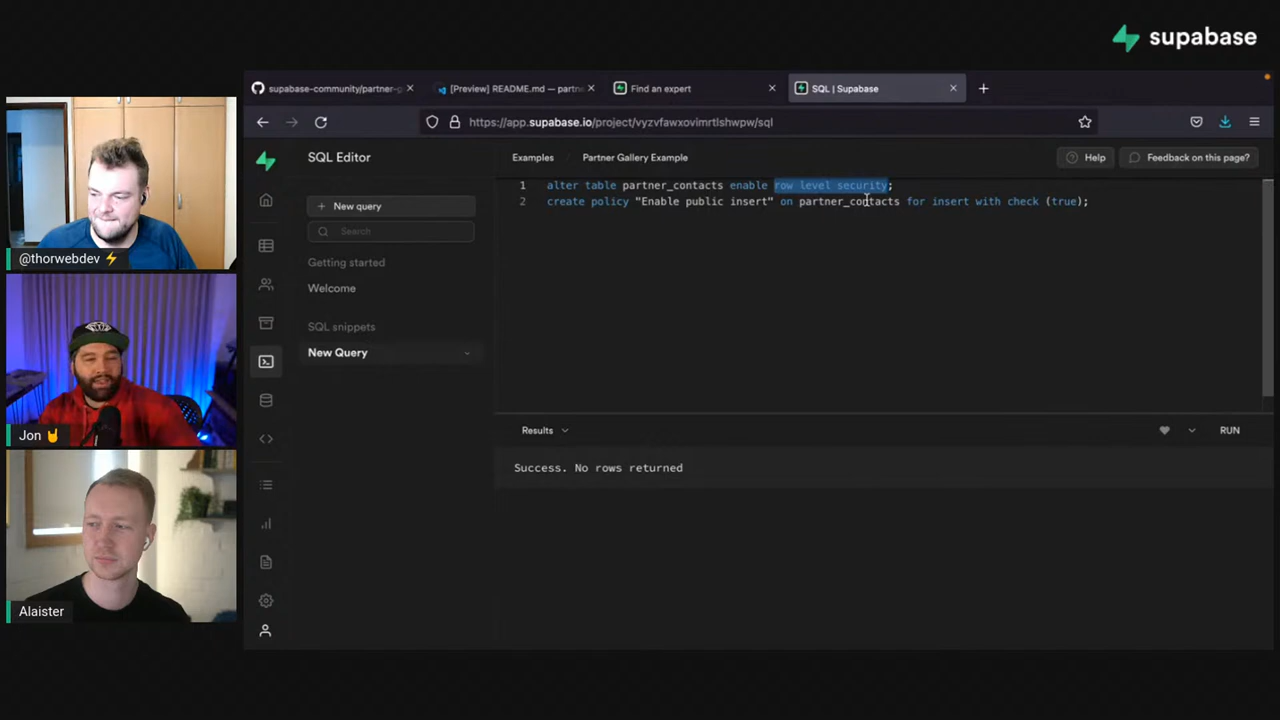 supabase
supabase-community/partner-g
[Preview] README.md — partne
Find an expert
SQL | Supabase
https://app.supabase.io/project/vyzvfawxovimrtlshwpw/sql
SQL Editor
Examples
Partner Gallery Example
Help
Feedback on this page?
New query
Search
Getting started
Welcome
SQL snippets
New Query
1 alter table partner_contacts enable row level security;
2 create policy "Enable public insert" on partner_contacts for insert with check (true);
Results
RUN
Success. No rows returned
@thorwebdev ⚡
Jon 🤘
Alaister